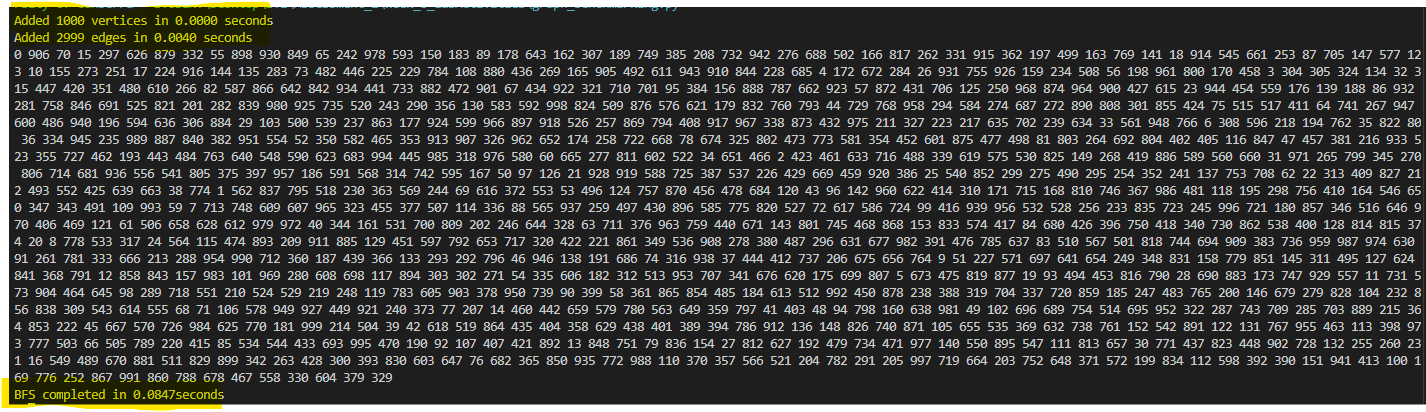 Added 1000 vertices in 0.0000 seconds
Added 2999 edges in 0.0040 seconds
0 906 70 15 297 626 879 332 55 898 930 849 65 242 978 593 150 183 89 178 643 162 307 189 749 385 208 732 942 276 688 502 166 817 262 331 915 362 197 499 163 769 141 18 914 545 661 253 87 705 147 577 12
3 10 155 273 251 17 224 916 144 135 283 73 482 446 225 229 784 108 880 436 269 165 905 492 611 943 910 844 228 685 4 172 672 284 26 931 755 926 159 234 508 56 198 961 800 170 458 3 304 305 324 134 32 3
15 447 420 351 480 610 266 82 587 866 642 842 934 441 733 882 472 901 67 434 922 321 710 701 95 384 156 888 787 662 923 57 872 431 706 125 250 968 874 964 900 427 615 23 944 454 559 176 139 188 86 932
281 758 846 691 525 821 201 282 839 980 925 735 520 243 290 356 130 583 592 998 824 509 876 576 621 179 832 760 793 44 729 768 958 294 584 274 687 272 890 808 301 855 424 75 515 517 411 64 741 267 947
600 486 940 196 594 636 306 884 29 103 500 539 237 863 177 924 599 966 897 918 526 257 869 794 408 917 967 338 873 432 975 211 327 223 217 635 702 239 634 33 561 948 766 6 308 596 218 194 762 35 822 80
36 334 945 235 989 887 840 382 951 554 52 350 582 465 353 913 907 326 962 652 174 258 722 668 78 674 325 802 473 773 581 354 452 601 875 477 498 81 803 264 692 804 402 405 116 847 47 457 381 216 933 5
23 355 727 462 193 443 484 763 640 548 590 623 683 994 445 985 318 976 580 60 665 277 811 602 522 34 651 466 2 423 461 633 716 488 339 619 575 530 825 149 268 419 886 589 560 660 31 971 265 799 345 270
806 714 681 936 556 541 805 375 397 957 186 591 568 314 742 595 167 50 97 126 21 928 919 588 725 387 537 226 429 669 459 920 386 25 540 852 299 275 490 295 254 352 241 137 753 708 62 22 313 409 827 21
2 493 552 425 639 663 38 774 1 562 837 795 518 230 363 569 244 69 616 372 553 53 496 124 757 870 456 478 684 120 43 96 142 960 622 414 310 171 715 168 810 746 367 986 481 118 195 298 756 410 164 546 65
0 347 343 491 109 993 59 7 713 748 609 607 965 323 455 377 507 114 336 88 565 937 259 497 430 896 585 775 820 527 72 617 586 724 99 416 939 956 532 528 256 233 835 723 245 996 721 180 857 346 516 646 9
70 406 469 121 61 506 658 628 612 979 972 40 344 161 531 700 809 202 246 644 328 63 711 376 963 759 440 671 143 801 745 468 868 153 833 574 417 84 680 426 396 750 418 340 730 862 538 400 128 814 815 37
4 20 8 778 533 317 24 564 115 474 893 209 911 885 129 451 597 792 653 717 320 422 221 861 349 536 908 278 380 487 296 631 677 982 391 476 785 637 83 510 567 501 818 744 694 909 383 736 959 987 974 630
91 261 781 333 666 213 288 954 990 712 360 187 439 366 133 293 292 796 46 946 138 191 686 74 316 938 37 444 412 737 206 675 656 764 9 51 227 571 697 641 654 249 348 831 158 779 851 145 311 495 127 624
841 368 791 12 858 843 157 983 101 969 280 608 698 117 894 303 302 271 54 335 606 182 312 513 953 707 341 676 620 175 699 807 5 673 475 819 877 19 93 494 453 816 790 28 690 883 173 747 929 557 11 731 5
73 904 464 645 98 289 718 551 210 524 529 219 248 119 783 605 903 378 950 739 90 399 58 361 865 854 485 184 613 512 992 450 878 238 388 319 704 337 720 859 185 247 483 765 200 146 679 279 828 104 232 8
56 838 309 543 614 555 68 71 106 578 949 927 449 921 240 373 77 207 14 460 442 659 579 780 563 649 359 797 41 403 48 94 798 160 638 981 49 102 696 689 754 514 695 952 322 287 743 709 285 703 889 215 36
4 853 222 45 667 570 726 984 625 770 181 999 214 504 39 42 618 519 864 435 404 358 629 438 401 389 394 786 912 136 148 826 740 871 105 655 535 369 632 738 761 152 542 891 122 131 767 955 463 113 398 97
3 777 503 66 505 789 220 415 85 534 544 433 693 995 470 190 92 107 407 421 892 13 848 751 79 836 154 27 812 627 192 479 734 471 977 140 550 895 547 111 813 657 30 771 437 823 448 902 728 132 255 260 23
1 16 549 489 670 881 511 829 899 342 263 428 300 393 830 603 647 76 682 365 850 935 772 988 110 370 357 566 521 204 782 291 205 997 719 664 203 752 648 371 572 199 834 112 598 392 390 151 941 413 100 1
69 776 252 867 991 860 788 678 467 558 330 604 379 329
BFS completed in 0.0847seconds